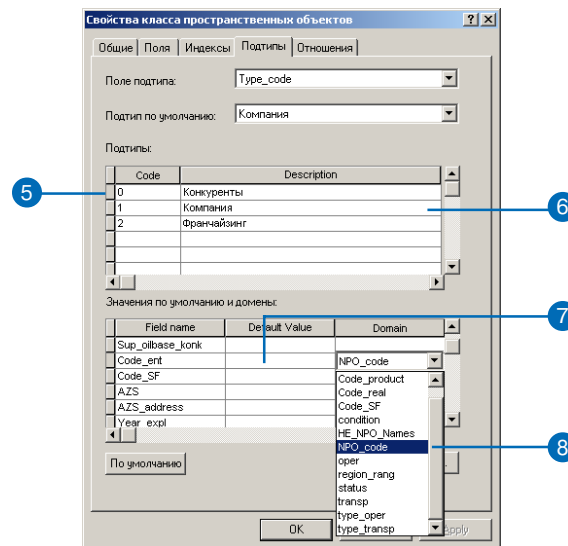 Свойства класса пространственных объектов
Общие Поля Индексы Подтипы Отношения
Поле подтипа: Type_code
Подтип по умолчанию: Компания
Подтипы:
Code Description
5
0 Конкуренты
1 Компания
6
2 Франчайзинг
Значения по умолчанию и домены:
7
Field name Default Value Domain
Sup_oilbase_konk
Code_ent NPO_code
Code_SF Code_product
AZS Code_real
Code_SF
AZS_address condition
Year_expl HE_NPO_Names
NPO_code
8
По умолчанию oper
region_rang
status
transp
type_oper
OK type_transp Apply